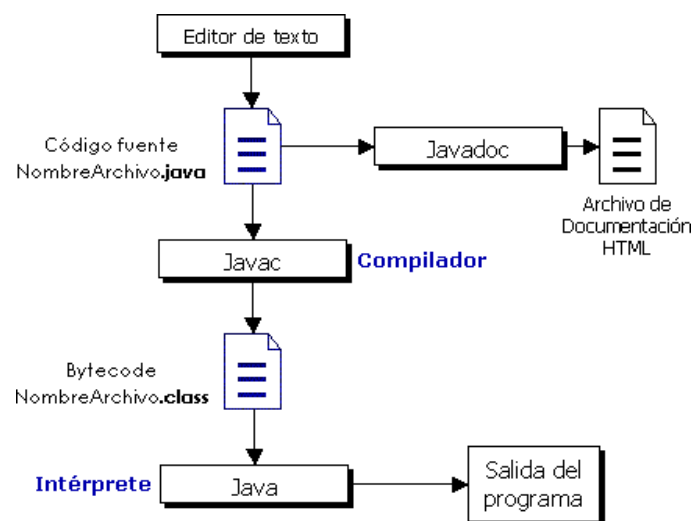 Editor de texto
Código fuente
NombreArchivo.java
Javadoc
Archivo de
Documentación
HTML
Javac
Compilador
Bytecode
NombreArchivo.class
Intérprete
Java
Salida del
programa